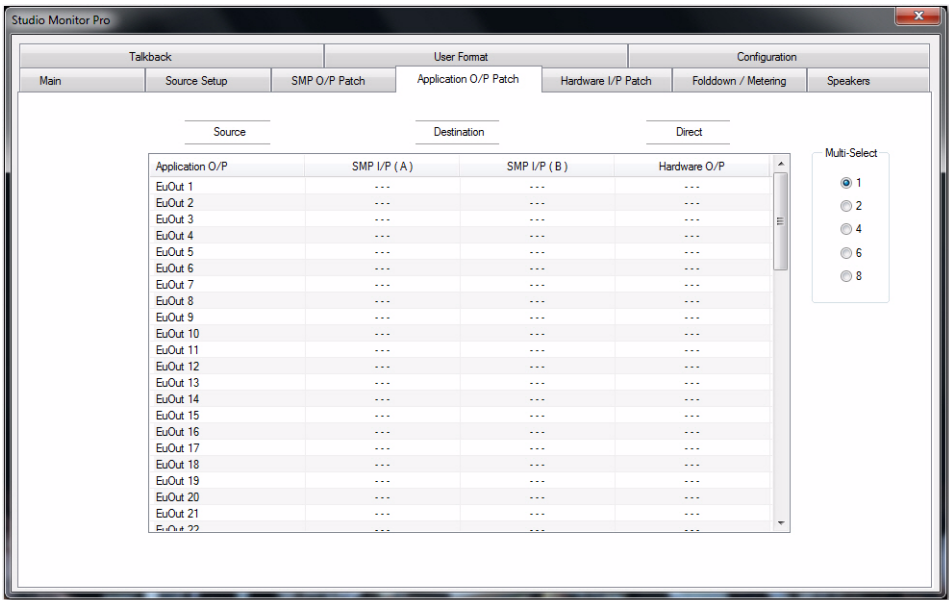 Studio Monitor Pro
Talkback User Format Configuration
Main Source Setup SMP O/P Patch Application O/P Patch Hardware I/P Patch Folddown / Metering Speakers
Source Destination Direct
Multi-Select
Application O/P SMP I/P ( A ) SMP I/P ( B ) Hardware O/P
EuOut 1 - - - - - - - - -
1
EuOut 2 - - - - - - - - -
2
EuOut 3 - - - - - - - - -
EuOut 4 - - - - - - - - -
4
EuOut 5 - - - - - - - - -
6
EuOut 6 - - - - - - - - -
8
EuOut 7 - - - - - - - - -
EuOut 8 - - - - - - - - -
EuOut 9 - - - - - - - - -
EuOut 10 - - - - - - - - -
EuOut 11 - - - - - - - - -
EuOut 12 - - - - - - - - -
EuOut 13 - - - - - - - - -
EuOut 14 - - - - - - - - -
EuOut 15 - - - - - - - - -
EuOut 16 - - - - - - - - -
EuOut 17 - - - - - - - - -
EuOut 18 - - - - - - - - -
EuOut 19 - - - - - - - - -
EuOut 20 - - - - - - - - -
EuOut 21 - - - - - - - - -
EuOut 22 - - - - - - - - -